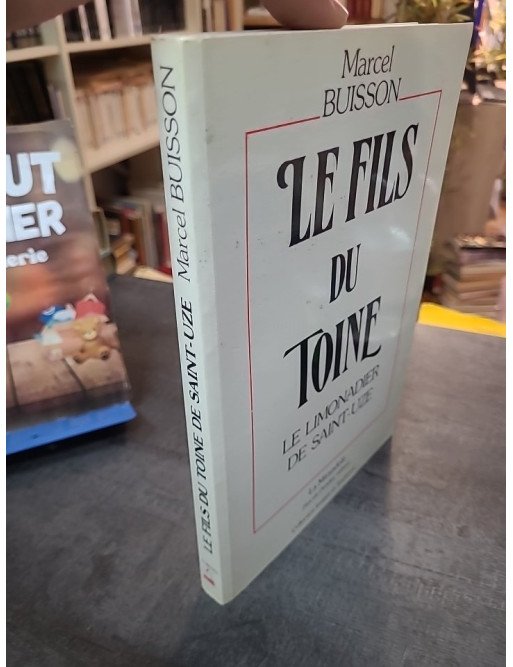 Marcel
BUISSON
LE FILS
DU
TOINE
LE LIMONADIER
DE SAINT-UZE
LE FILS DU TOINE DE SAINT-UZE Marcel BUISSON
UT
IER
erie